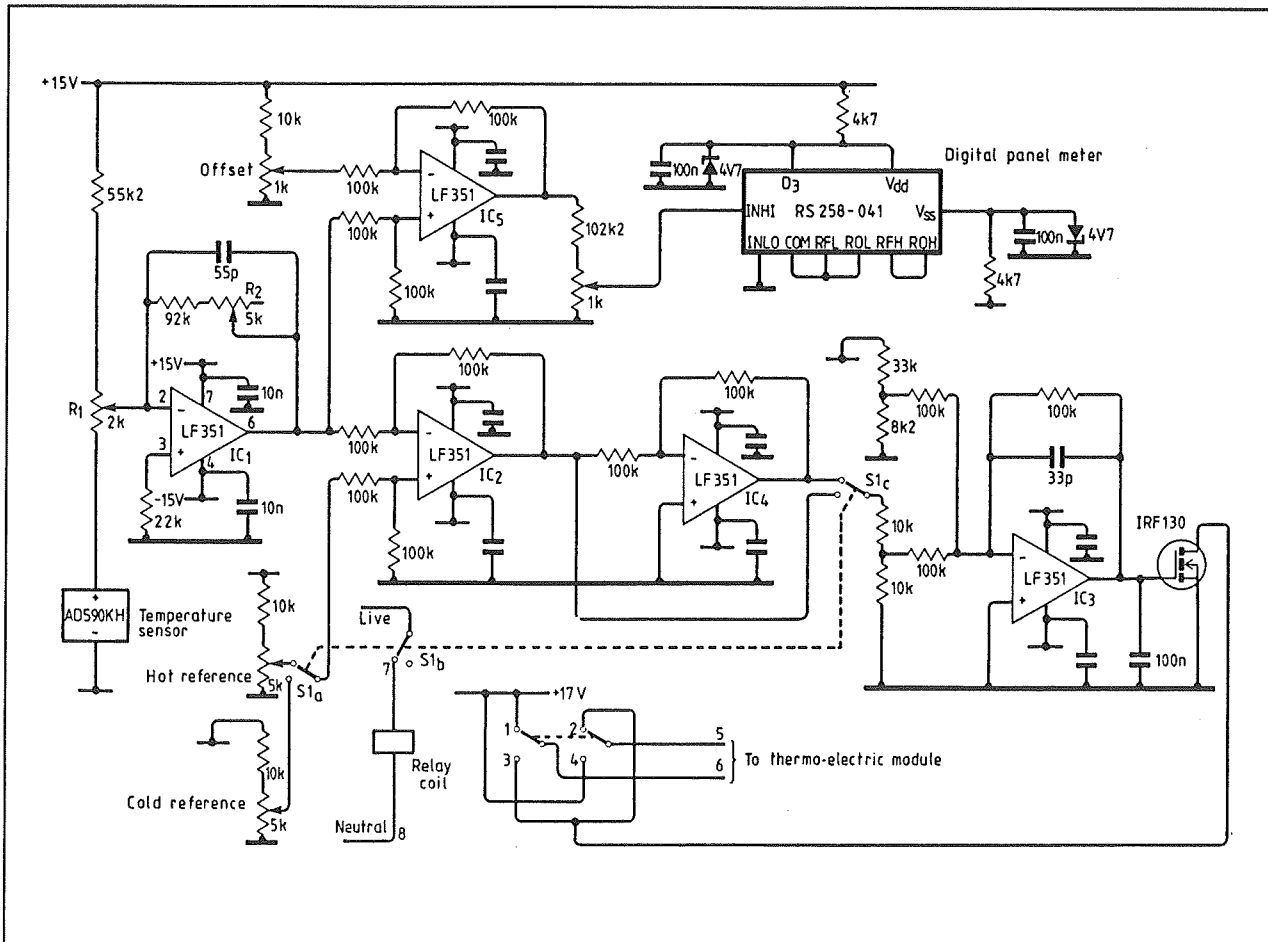 +15V
10k
100k
4k7
Offset
1k
100k
LF351
IC5
100k
100k
102k2
1k
100n
4V7
Digital panel meter
D3
Vdd
INHI
RS 258-041
VSS
INLO COM RFL ROL RFH ROH
100n
4V7
4k7
55k2
55p
92k
R2
5k
+15V
10n
R1
2k
2
7
6
3
4
LF351
IC1
-15V
22k
10n
100k
100k
LF351
IC2
100k
100k
100k
100k
LF351
IC4
S1c
33k
8k2
100k
100k
33p
10k
10k
100k
LF351
IC3
IRF130
100n
AD590KH
+
-
Temperature
sensor
10k
Hot reference
5k
S1a
10k
Cold reference
5k
Live
7
S1b
Relay
coil
Neutral
8
+17V
1
2
3
4
5
6
To thermo-electric module